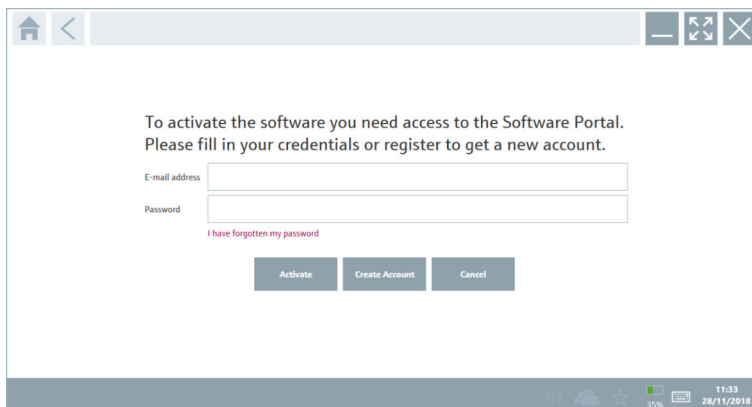 To activate the software you need access to the Software Portal.
Please fill in your credentials or register to get a new account.
E-mail address
Password
I have forgotten my password
Activate Create Account Cancel
11:33
35% 28/11/2018